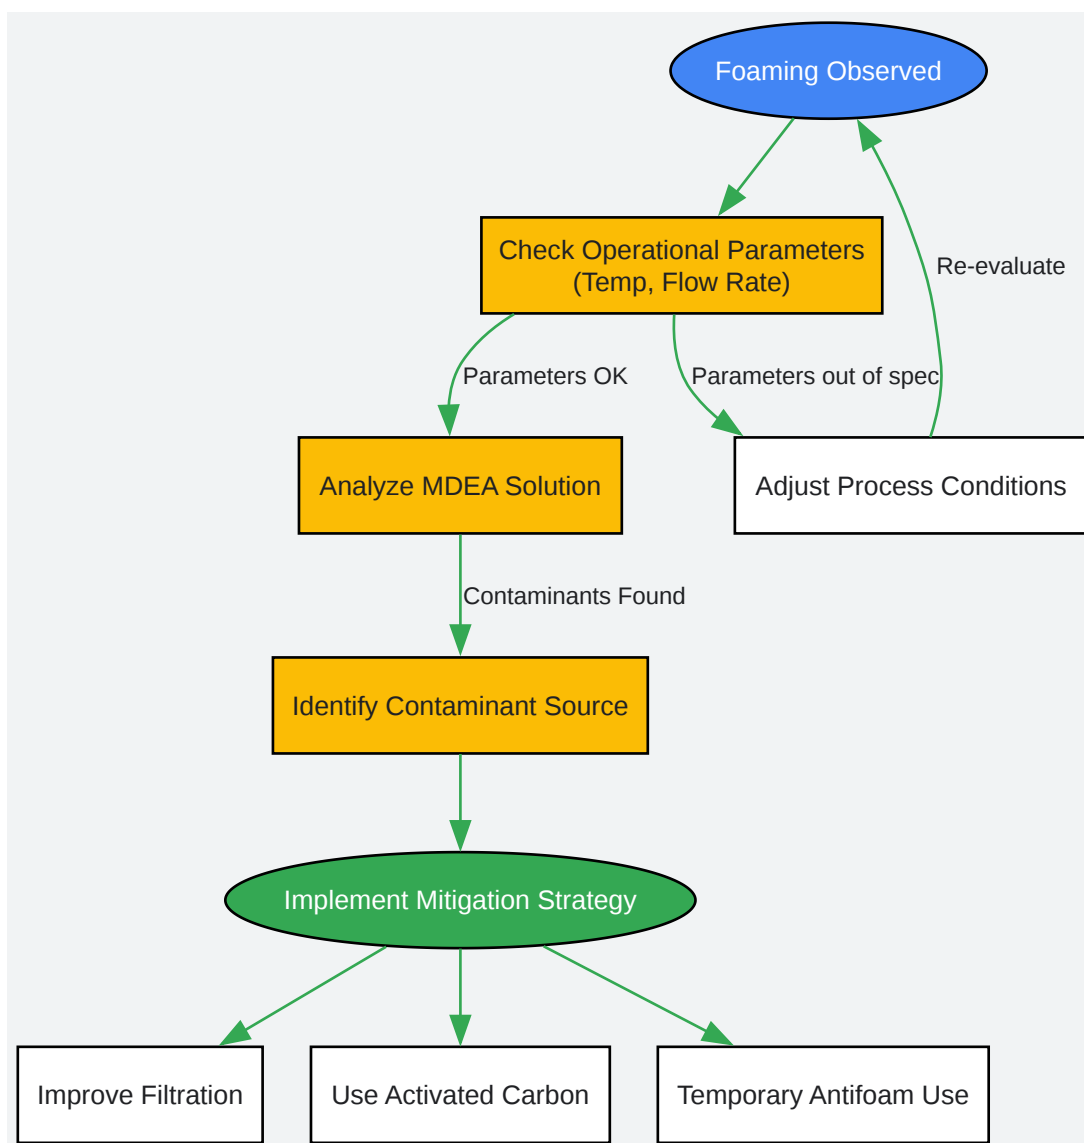 Foaming Observed
Check Operational Parameters
(Temp, Flow Rate)
Re-evaluate
Parameters OK
Parameters out of spec
Analyze MDEA Solution
Adjust Process Conditions
Contaminants Found
Identify Contaminant Source
Implement Mitigation Strategy
Improve Filtration
Use Activated Carbon
Temporary Antifoam Use